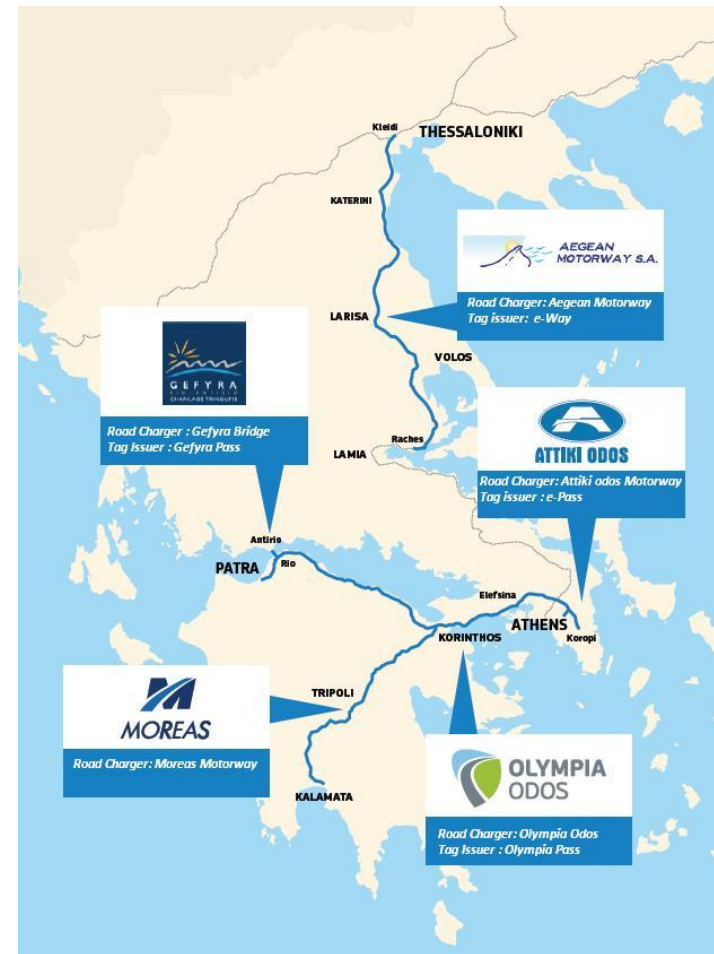 Kleidi
THESSALONIKI
KATERINI
AEGEAN
MOTORWAY S.A.
Road Charger: Aegean Motorway
Tag issuer: e-Way
LARISA
VOLOS
GEFYRA
Road Charger : Gefyra Bridge
Tag Issuer : Gefyra Pass
Raches
LAMIA
ATTIKI ODOS
Road Charger: Attiki odos Motorway
Tag issuer : e-Pass
Antirio
Rio
PATRA
Elefsina
ATHENS
Koropi
KORINTHOS
TRIPOLI
MOREAS
Road Charger: Moreas Motorway
KALAMATA
OLYMPIA
ODOS
Road Charger: Olympia Odos
Tag Issuer : Olympia Pass